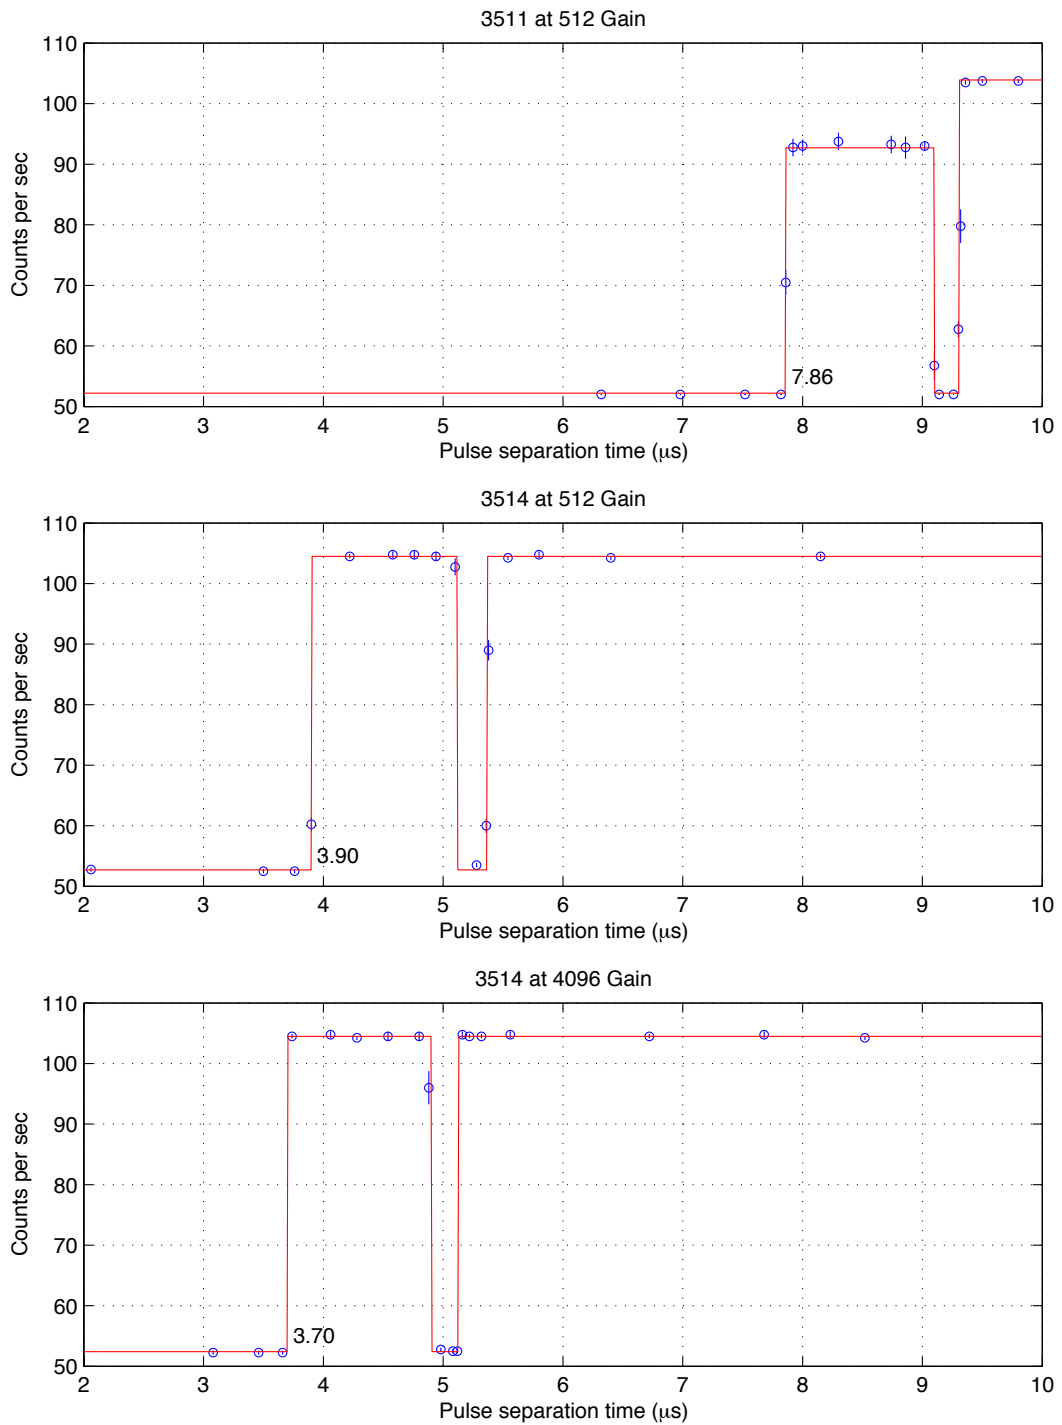 3511 at 512 Gain
110
100
90
80
70
60
50
Counts per sec
7.86
2 3 4 5 6 7 8 9 10
Pulse separation time (μs)
3514 at 512 Gain
110
100
90
80
70
60
50
Counts per sec
3.90
2 3 4 5 6 7 8 9 10
Pulse separation time (μs)
3514 at 4096 Gain
110
100
90
80
70
60
50
Counts per sec
3.70
2 3 4 5 6 7 8 9 10
Pulse separation time (μs)